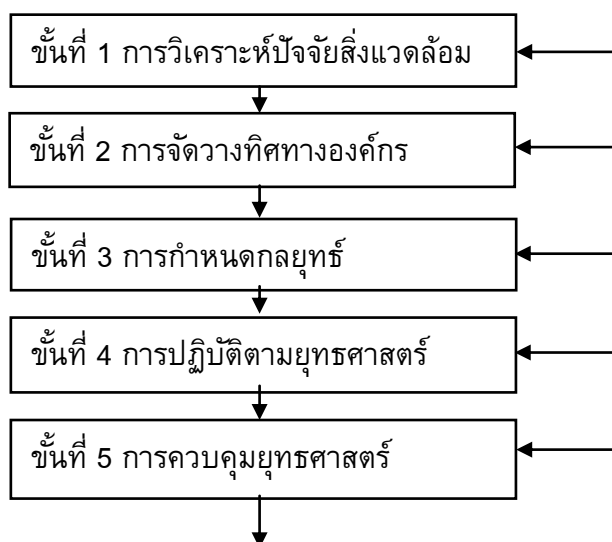 ขั้นที่ 1 การวิเคราะห์ปัจจัยสิ่งแวดล้อม
ขั้นที่ 2 การจัดวางทิศทางองค์กร
ขั้นที่ 3 การกำหนดกลยุทธ์
ขั้นที่ 4 การปฏิบัติตามยุทธศาสตร์
ขั้นที่ 5 การควบคุมยุทธศาสตร์